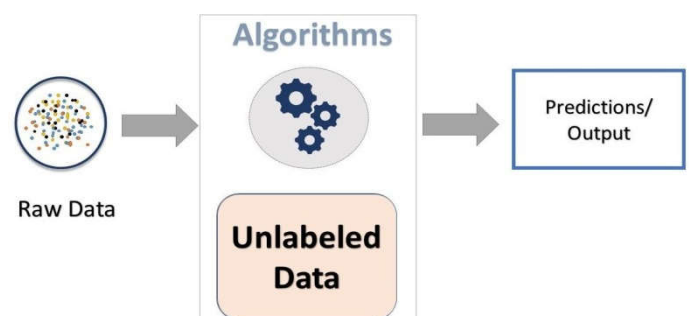 Algorithms
Raw Data
Unlabeled
Data
Predictions/
Output